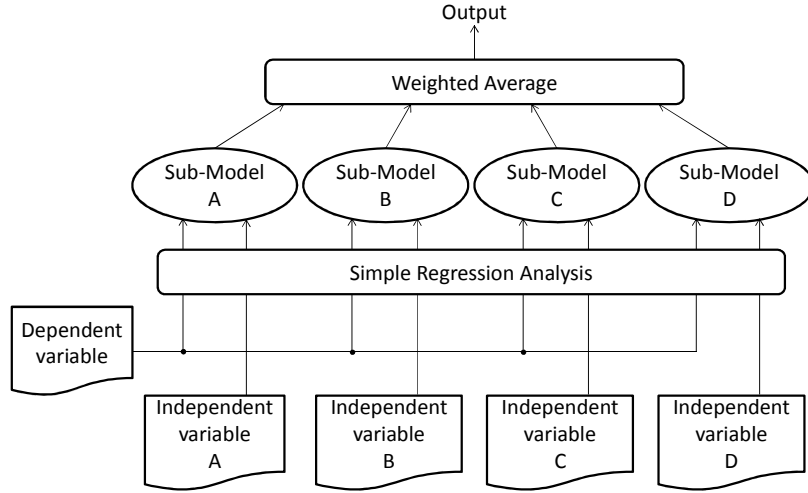 Output
Weighted Average
Sub-Model
A
Sub-Model
B
Sub-Model
C
Sub-Model
D
Simple Regression Analysis
Dependent
variable
Independent
variable
A
Independent
variable
B
Independent
variable
C
Independent
variable
D